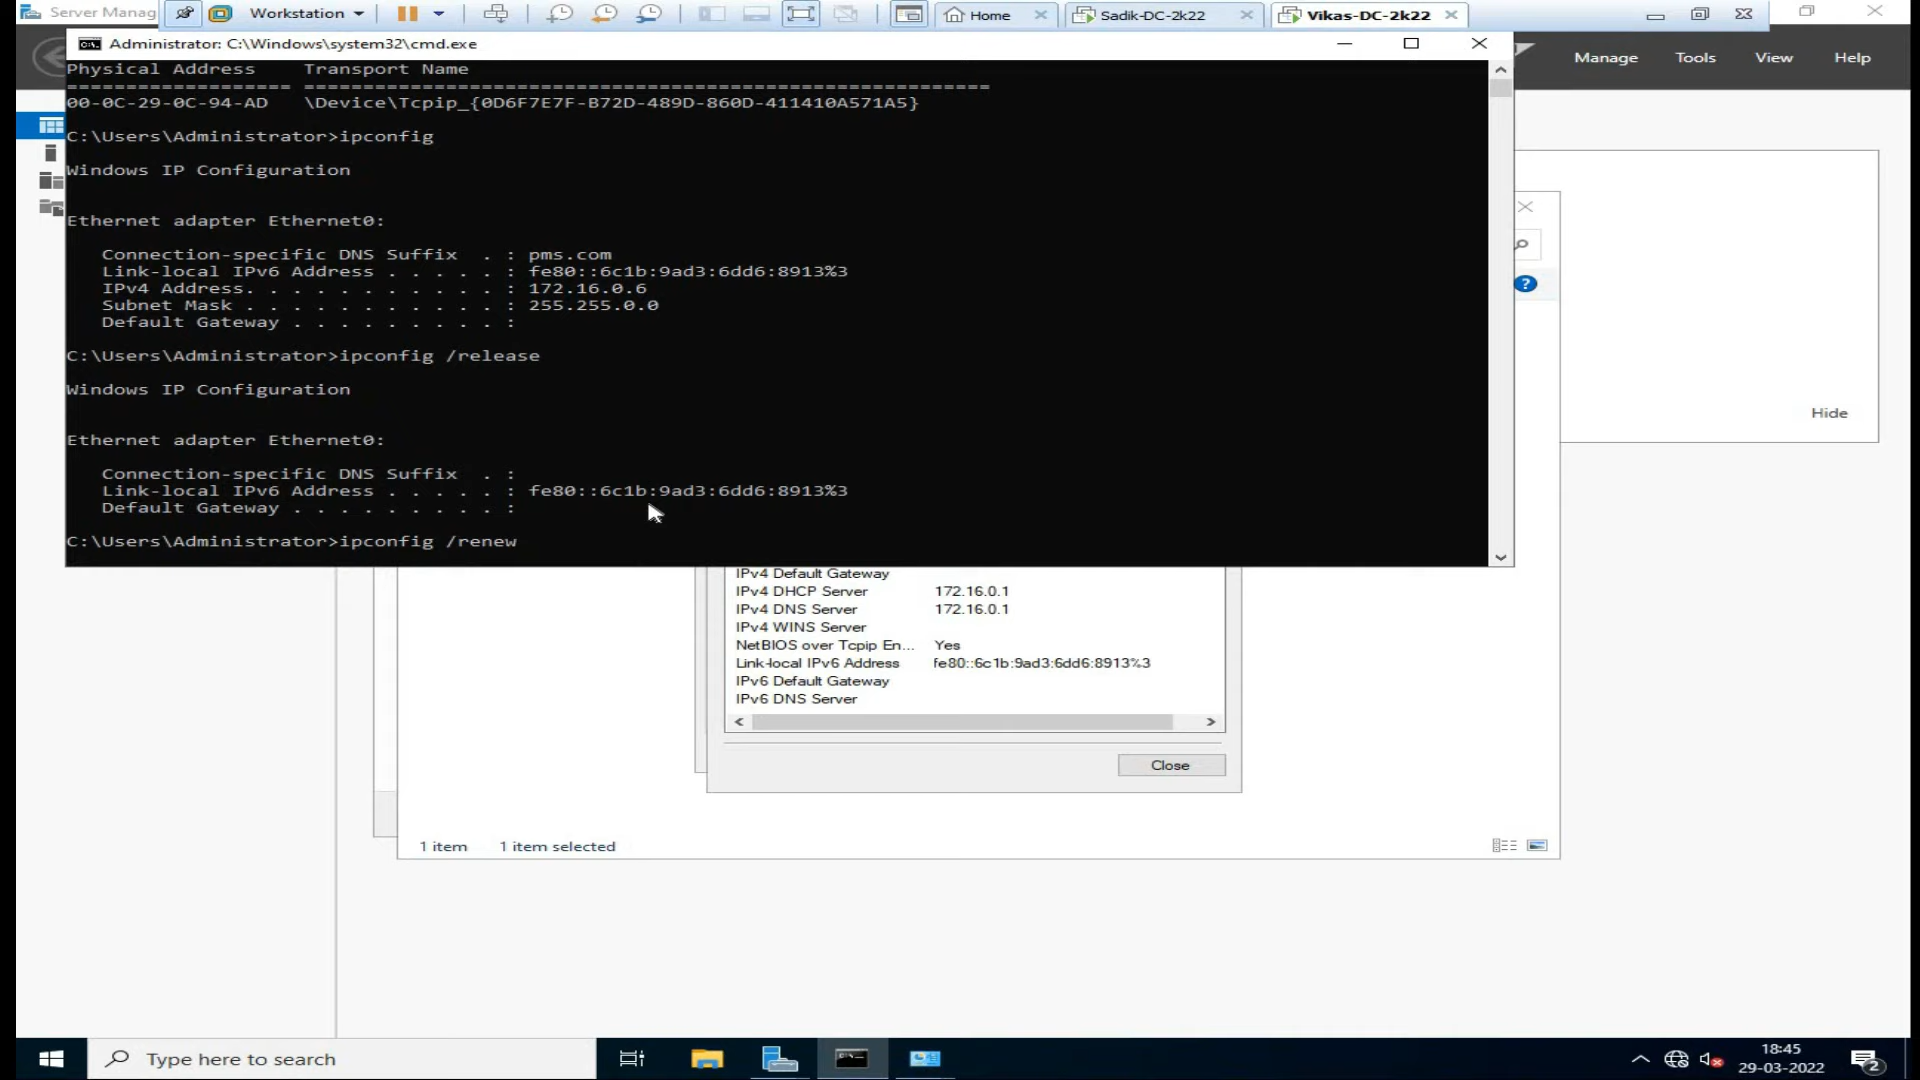 Server Manag
Workstation
Home
Sadik-DC-2k22
Vikas-DC-2k22
Administrator: C:\Windows\system32\cmd.exe
Manage
Tools
View
Help
Physical Address    Transport Name
=================== ==========================================================
00-0C-29-0C-94-AD   \Device\Tcpip_{0D6F7E7F-B72D-489D-860D-411410A571A5}
C:\Users\Administrator>ipconfig
Windows IP Configuration
Ethernet adapter Ethernet0:
Connection-specific DNS Suffix  . : pms.com
Link-local IPv6 Address . . . . . : fe80::6c1b:9ad3:6dd6:8913%3
IPv4 Address. . . . . . . . . . . : 172.16.0.6
Subnet Mask . . . . . . . . . . . : 255.255.0.0
Default Gateway . . . . . . . . . :
C:\Users\Administrator>ipconfig /release
Windows IP Configuration
Ethernet adapter Ethernet0:
Connection-specific DNS Suffix  . :
Link-local IPv6 Address . . . . . : fe80::6c1b:9ad3:6dd6:8913%3
Default Gateway . . . . . . . . . :
C:\Users\Administrator>ipconfig /renew
Hide
IPv4 Default Gateway
IPv4 DHCP Server 172.16.0.1
IPv4 DNS Server 172.16.0.1
IPv4 WINS Server
NetBIOS over Tcpip En... Yes
Link-local IPv6 Address fe80::6c1b:9ad3:6dd6:8913%3
IPv6 Default Gateway
IPv6 DNS Server
Close
1 item
1 item selected
Type here to search
18:45
29-03-2022
2